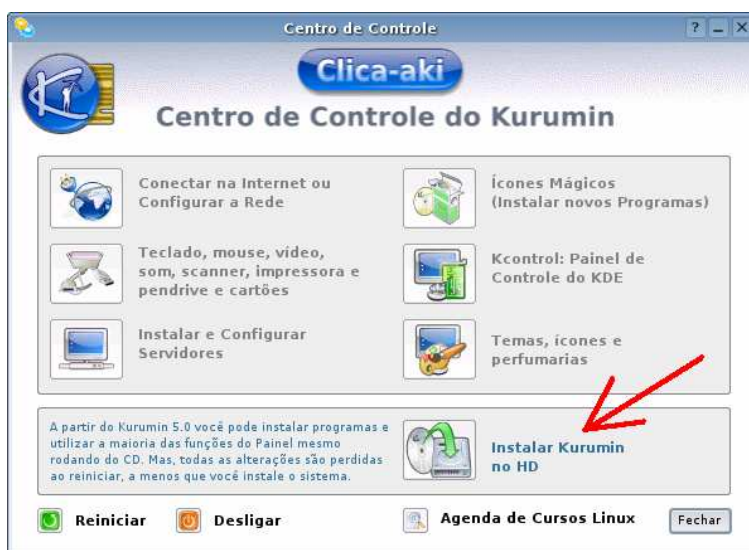 Centro de Controle
Clica-aki
Centro de Controle do Kurumin
Conectar na Internet ou
Configurar a Rede
Ícones Mágicos
(Instalar novos Programas)
Teclado, mouse, vídeo,
som, scanner, impressora e
pendrive e cartões
Kcontrol: Painel de
Controle do KDE
Instalar e Configurar
Servidores
Temas, ícones e
perfumarias
A partir do Kurumin 5.0 você pode instalar programas e
utilizar a maioria das funções do Painel mesmo
rodando do CD. Mas, todas as alterações são perdidas
ao reiniciar, a menos que você instale o sistema.
Instalar Kurumin
no HD
Reiniciar
Desligar
Agenda de Cursos Linux
Fechar